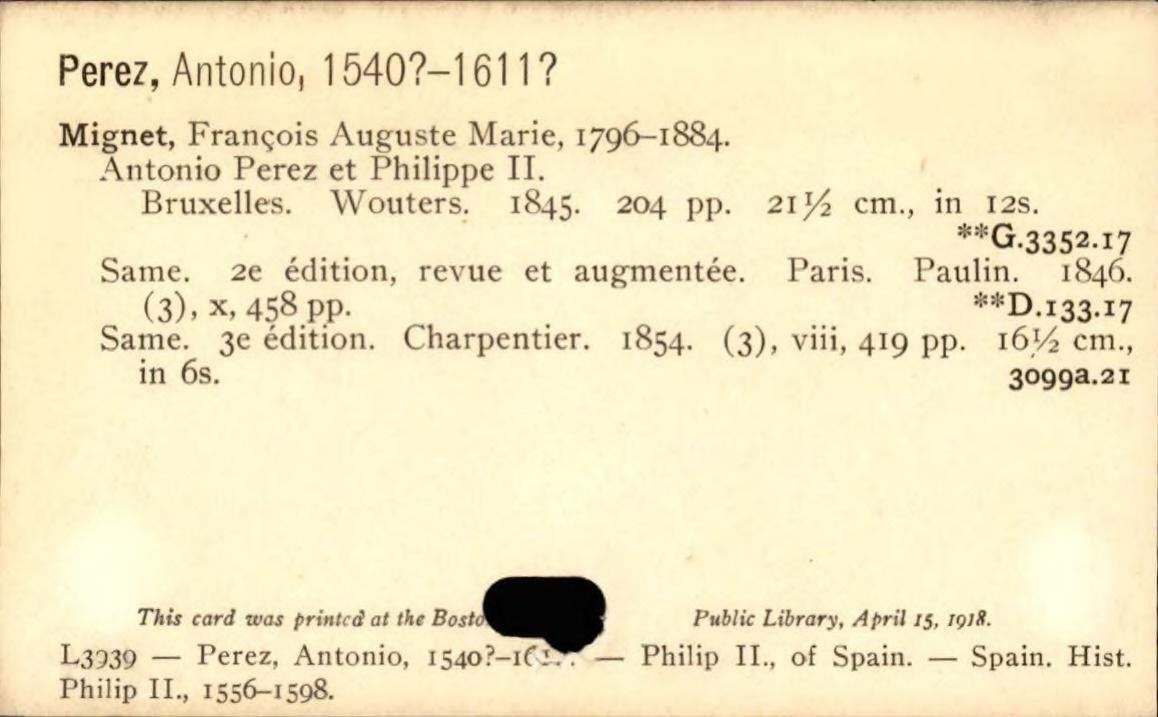 Perez, Antonio, 1540?–1611?
Mignet, François Auguste Marie, 1796–1884.
Antonio Perez et Philippe II.
Bruxelles. Wouters. 1845. 204 pp. 21½ cm., in 12s.
**G.3352.17
Same. 2e édition, revue et augmentée. Paris. Paulin. 1846.
(3), x, 458 pp. **D.133.17
Same. 3e édition. Charpentier. 1854. (3), viii, 419 pp. 16½ cm.,
in 6s. 3099a.21
This card was printed at the Public Library, April 15, 1918.
L3939 — Perez, Antonio, — Philip II., of Spain. — Spain. Hist.
Philip II., 1556–1598.